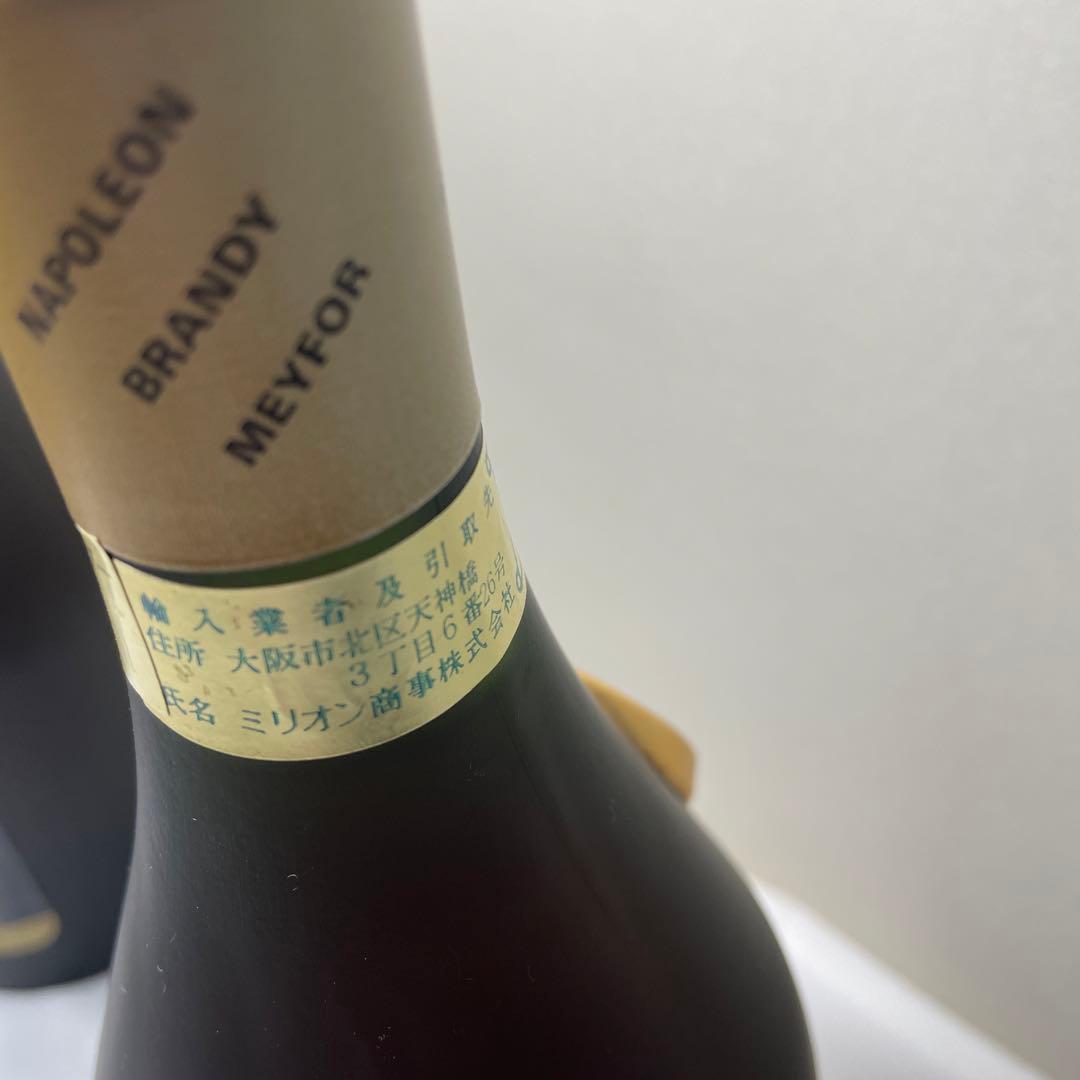 NAPOLEON
BRANDY
MEYFOR
輸入業者及引取先
住所 大阪市北区天神橋
3丁目6番26号
氏名 ミリオン商事株式会社